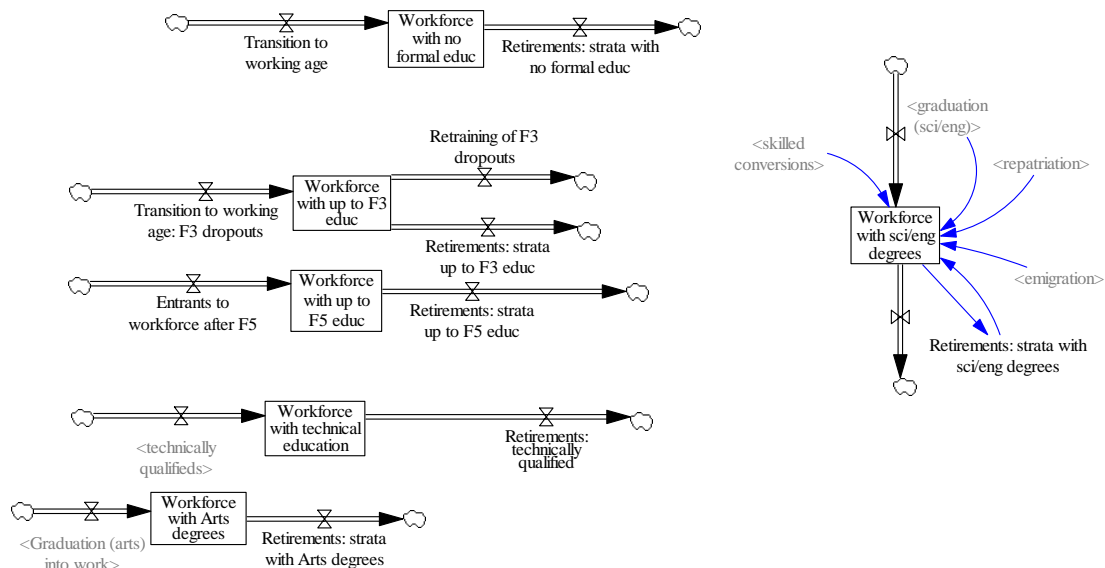 Workforce
with no
formal educ
Transition to
working age
Retirements: strata with
no formal educ
Retraining of F3
dropouts
Workforce
with up to F3
educ
Transition to working
age: F3 dropouts
Retirements: strata
up to F3 educ
Workforce
with up to
F5 educ
Entrants to
workforce after F5
Retirements: strata
up to F5 educ
Workforce
with technical
education
<technically
qualifieds>
Retirements:
technically
qualified
Workforce
with Arts
degrees
<Graduation (arts)
into work>
Retirements: strata
with Arts degrees
<graduation
(sci/eng)>
<skilled
conversions>
<repatriation>
Workforce
with sci/eng
degrees
<emigration>
Retirements: strata with
sci/eng degrees